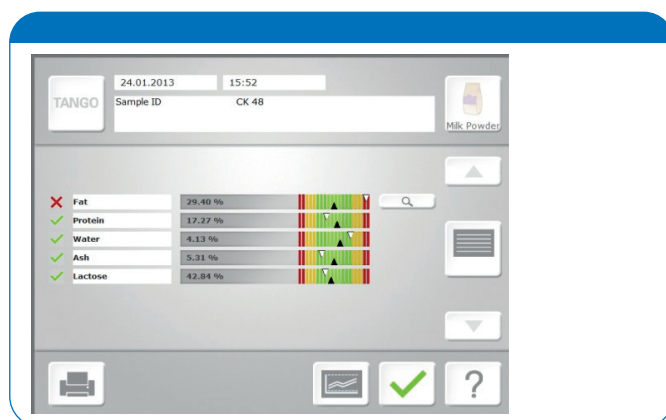 24.01.2013 15:52
TANGO Sample ID CK 48
Milk Powder
Fat 29.40 %
Protein 17.27 %
Water 4.13 %
Ash 5.31 %
Lactose 42.84 %
?